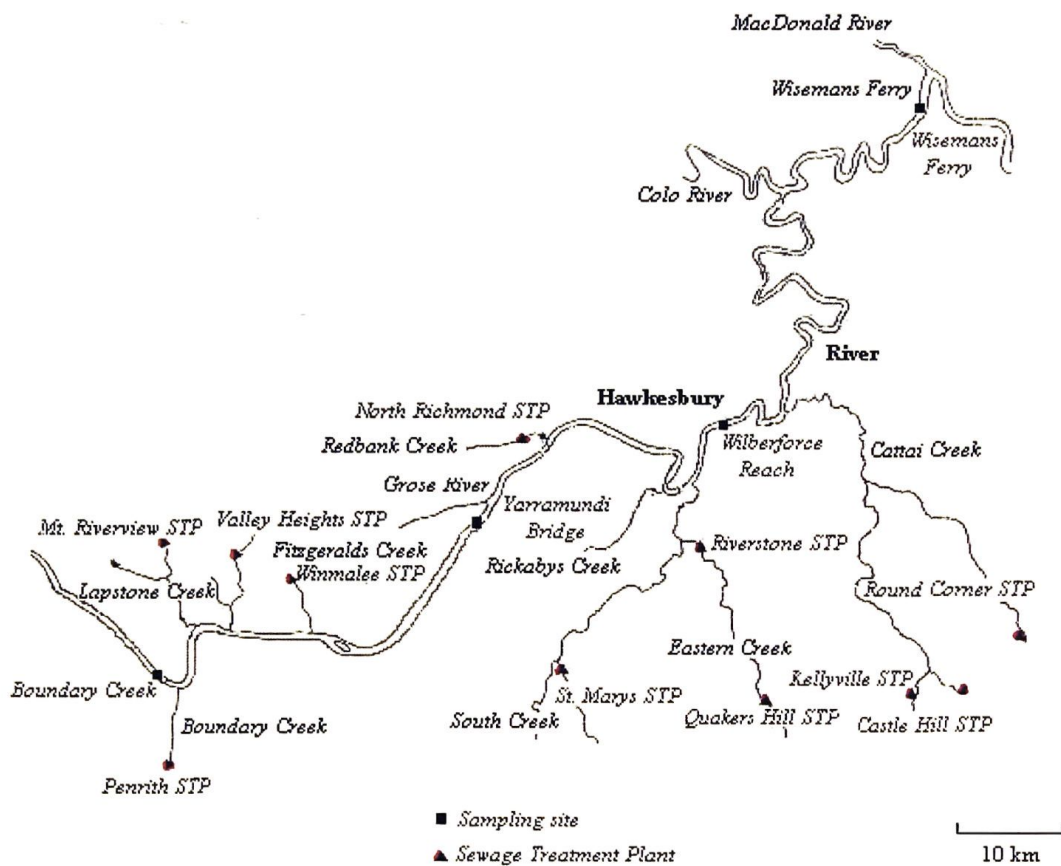 MacDonald River
Wisemans Ferry
Wisemans
Ferry
Colo River
River
Hawkesbury
North Richmond STP
Redbank Creek
Wilberforce
Reach
Cattai Creek
Grose River
Yarramundi
Bridge
Mt. Riverview STP
Valley Heights STP
Fitzgeralds Creek
Winmalee STP
Rickabys Creek
Riverstone STP
Lapstone Creek
Round Corner STP
Eastern Creek
Boundary Creek
St. Marys STP
Kellyville STP
South Creek
Quakers Hill STP
Castle Hill STP
Boundary Creek
Penrith STP
Sampling site
Sewage Treatment Plant
10 km